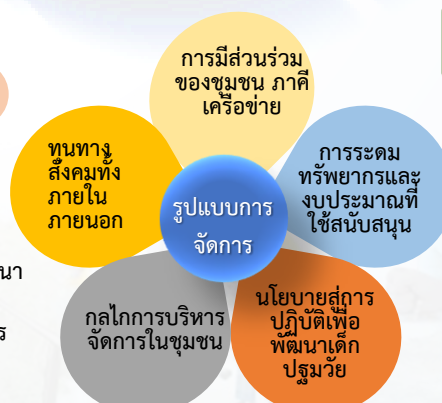 การมีส่วนร่วม
ของชุมชน ภาคี
เครือข่าย
ทุนทาง
สังคมทั้ง
ภายใน
ภายนอก
การระดม
ทรัพยากรและ
งบประมาณที่
ใช้สนับสนุน
รูปแบบการ
จัดการ
กลไกการบริหาร
จัดการในชุมชน
นโยบายสู่การ
ปฏิบัติเพื่อ
พัฒนาเด็ก
ปฐมวัย
นา
ร